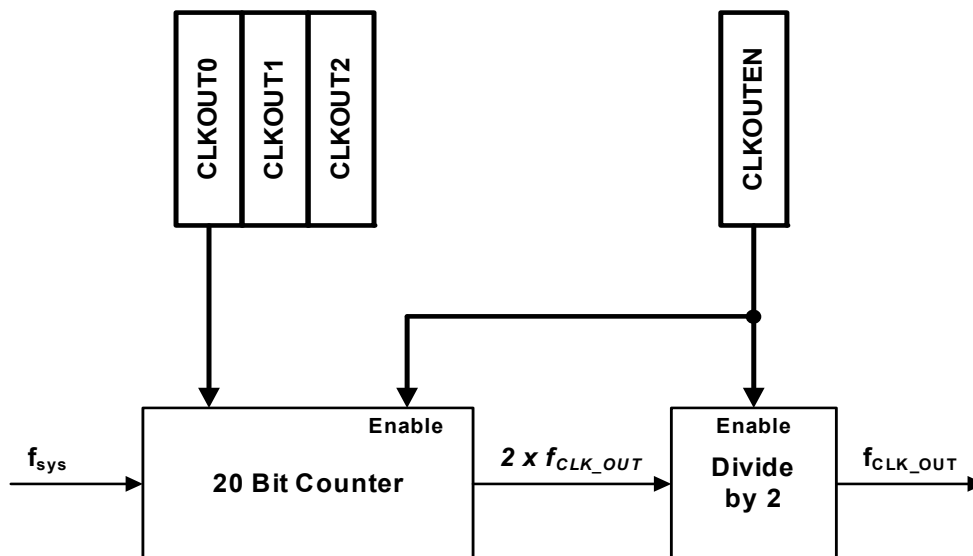 CLKOUT0
CLKOUT1
CLKOUT2
CLKOUTEN
Enable
Enable
fsys
20 Bit Counter
2 x fCLK_OUT
Divide
by 2
fCLK_OUT